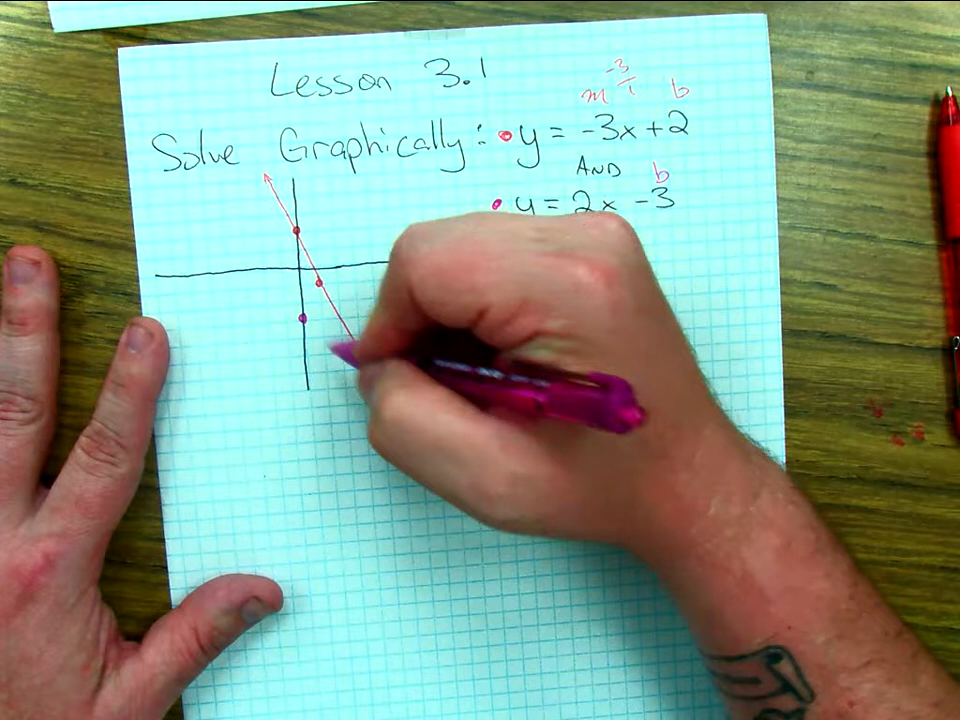 Lesson 3.1
m -3/1 b
Solve Graphically: y = -3x + 2
AND b
y = 2x - 3